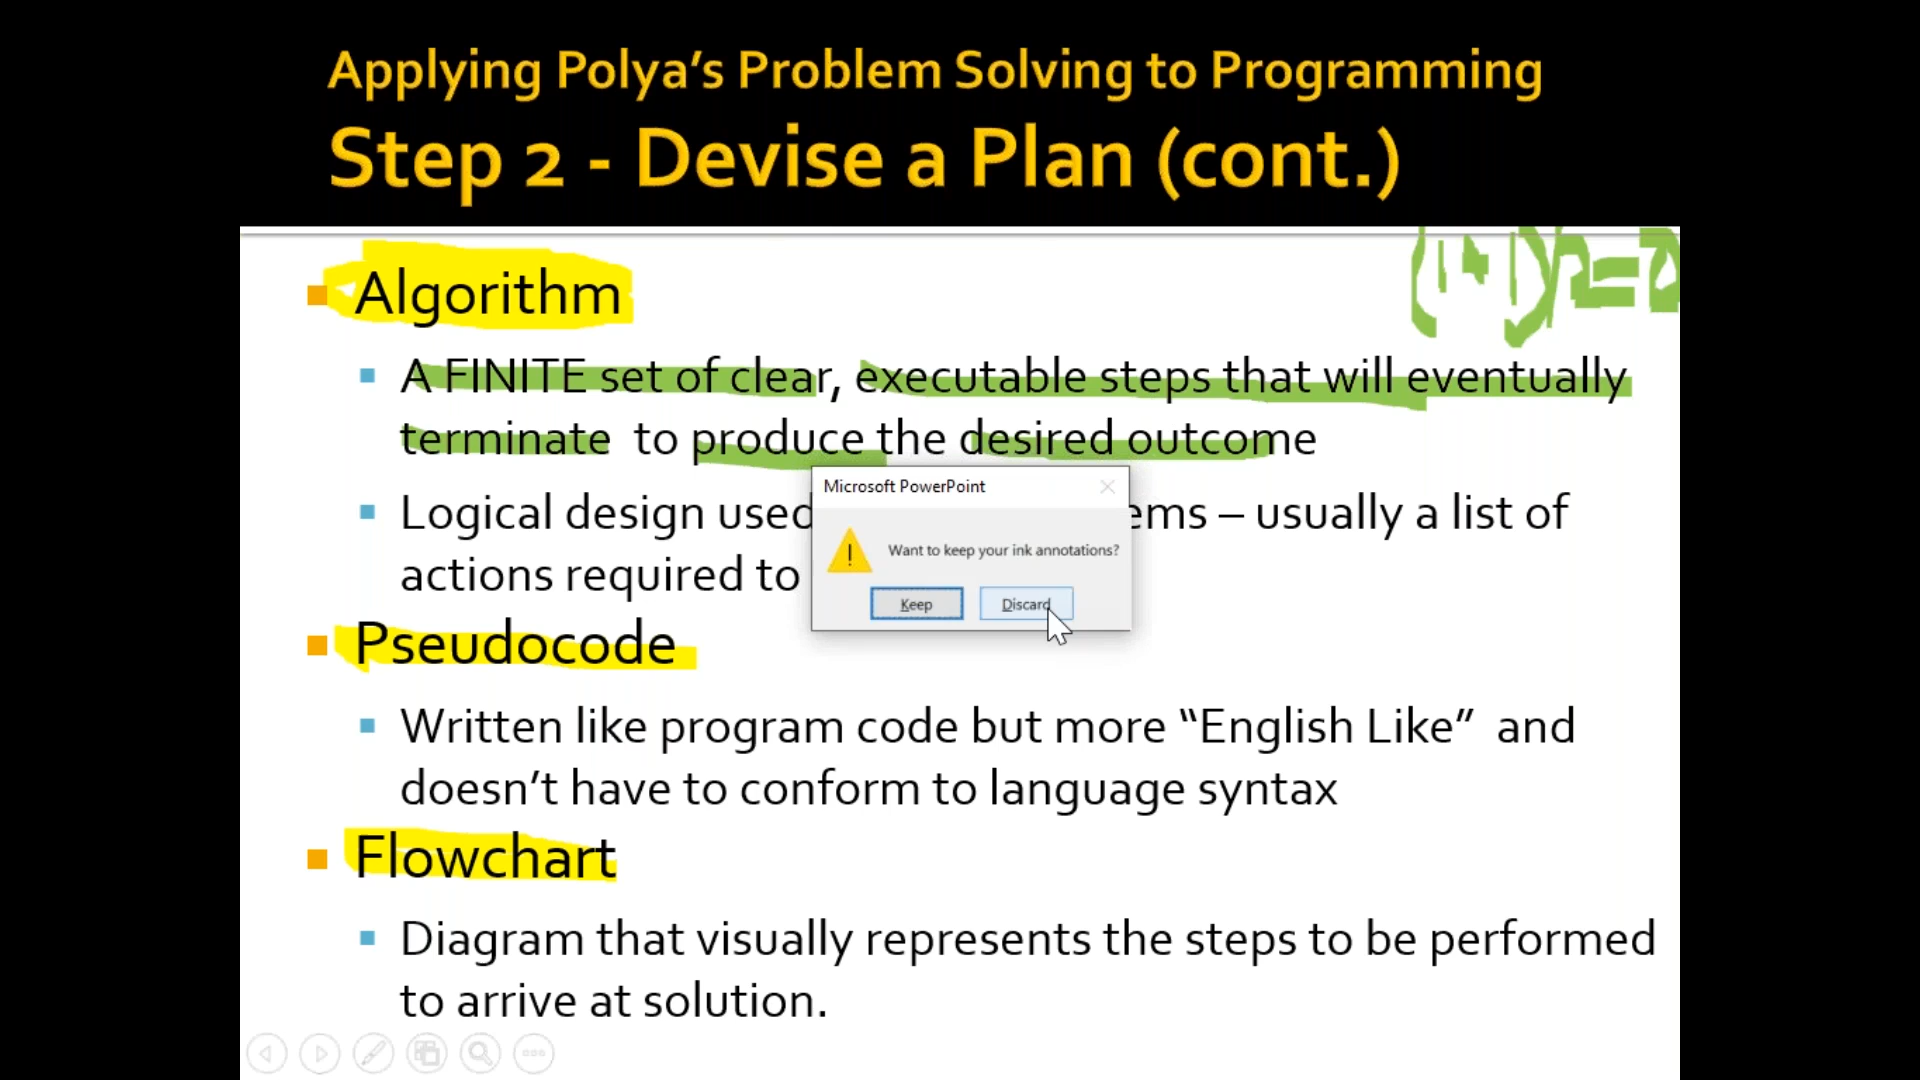 Applying Polya’s Problem Solving to Programming
Step 2 - Devise a Plan (cont.)
Algorithm
A FINITE set of clear, executable steps that will eventually
terminate to produce the desired outcome
Logical design used ems – usually a list of
actions required to
Microsoft PowerPoint
Want to keep your ink annotations?
Keep
Discard
Pseudocode
Written like program code but more “English Like” and
doesn’t have to conform to language syntax
Flowchart
Diagram that visually represents the steps to be performed
to arrive at solution.